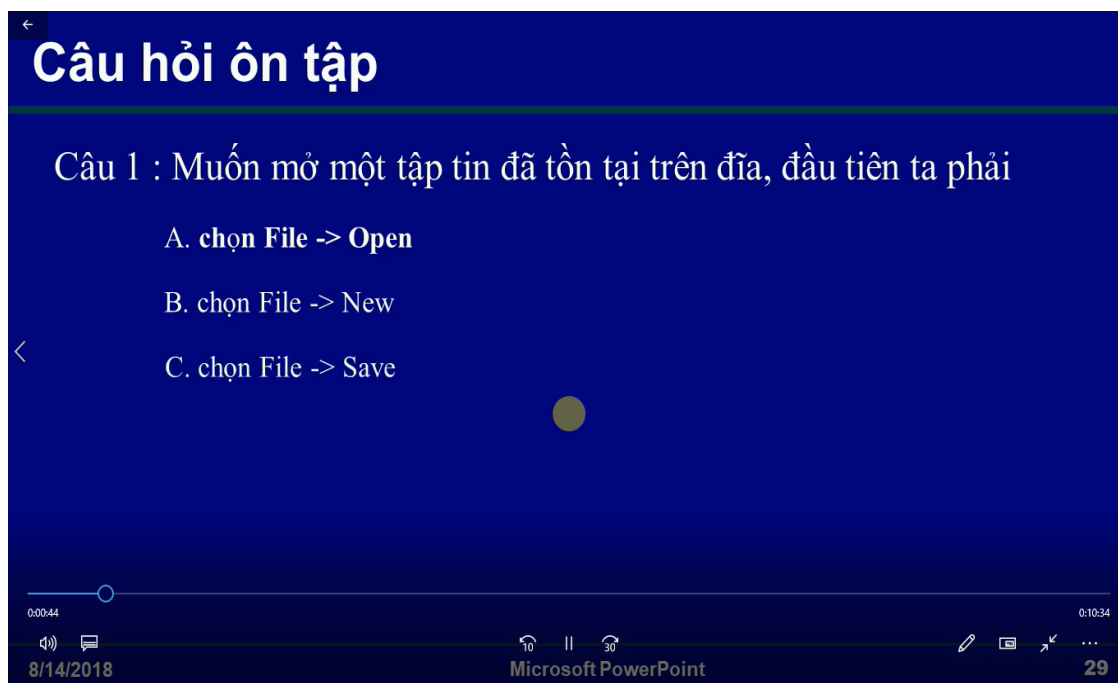 Câu hỏi ôn tập
Câu 1 : Muốn mở một tập tin đã tồn tại trên đĩa, đầu tiên ta phải
A. chọn File -> Open
B. chọn File -> New
C. chọn File -> Save
0:00:44
0:10:34
10
30
8/14/2018
Microsoft PowerPoint
29